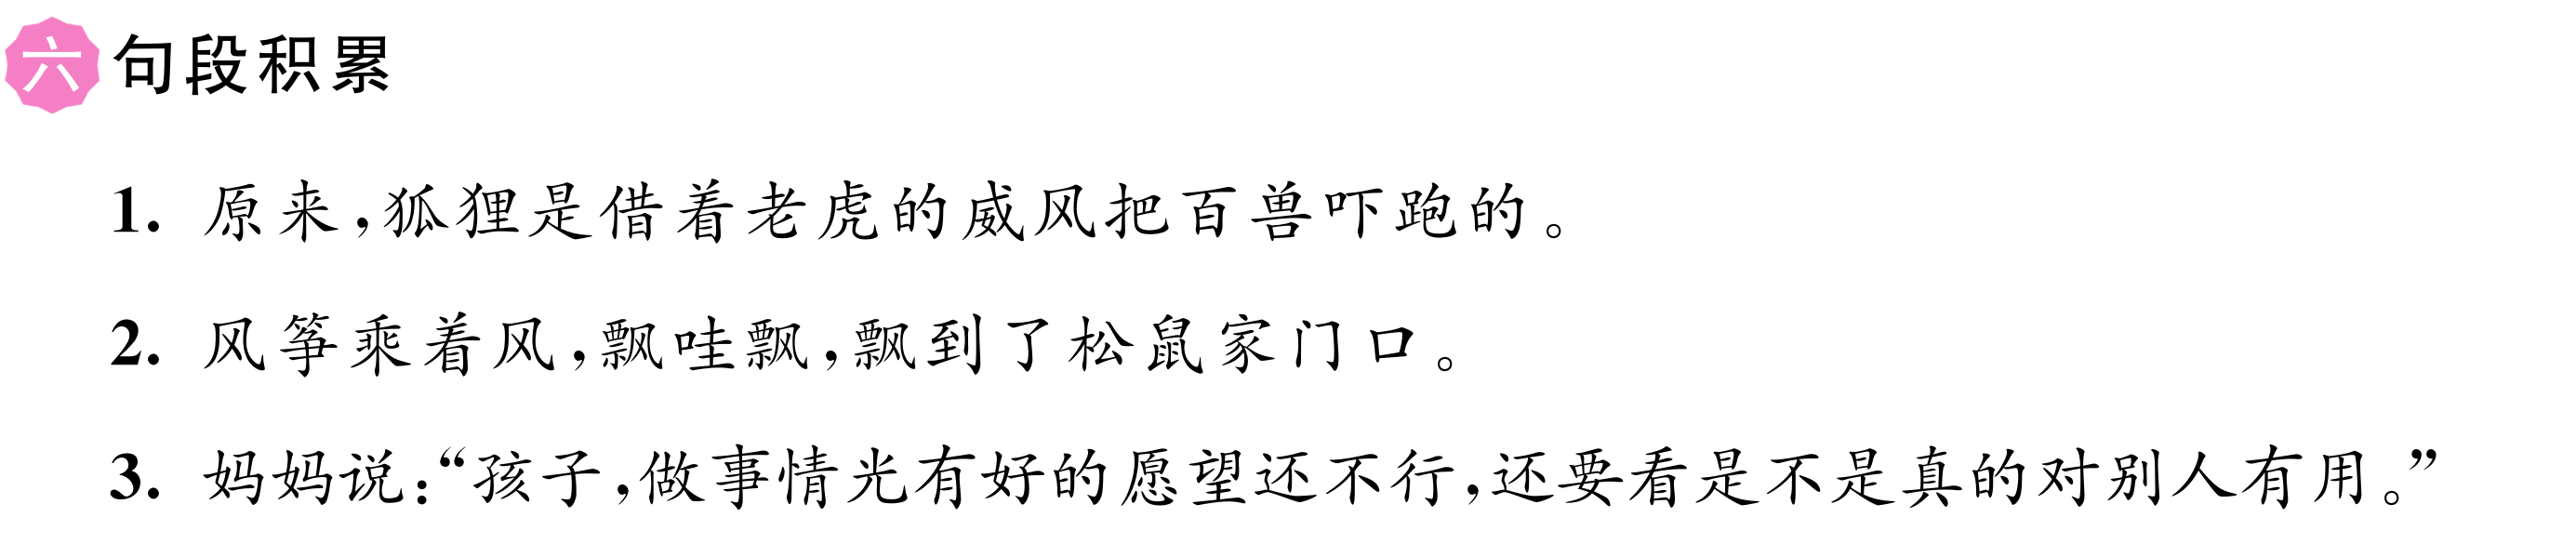 六 句段积累
1. 原来,狐狸是借着老虎的威风把百兽吓跑的。
2. 风筝乘着风,飘哇飘,飘到了松鼠家门口。
3. 妈妈说:“孩子,做事情光有好的愿望还不行,还要看是不是真的对别人有用。”